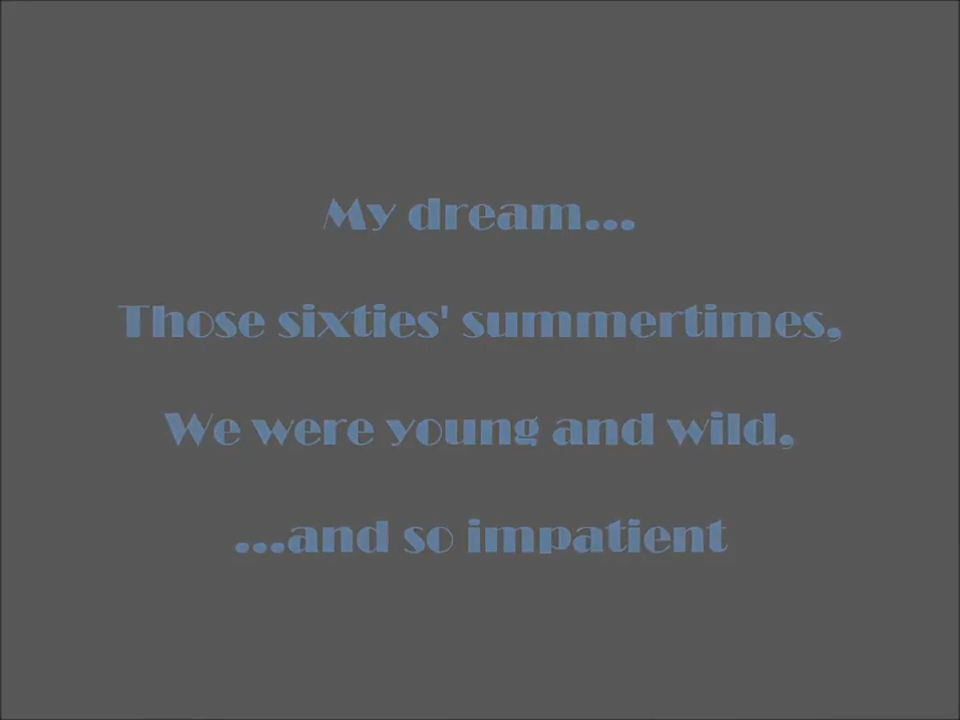 My dream...
Those sixties' summertimes,
We were young and wild,
...and so impatient